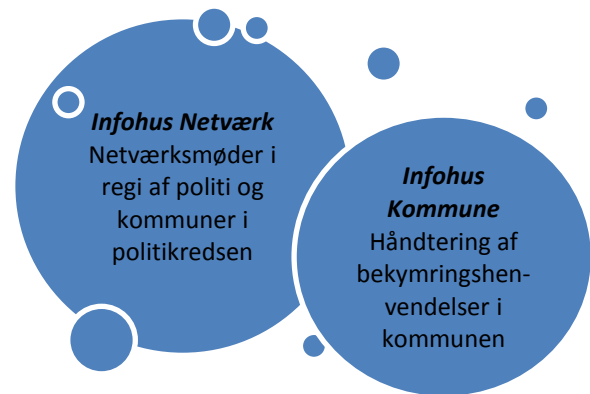 Infohus Netværk
Netværksmøder i
regi af politi og
kommuner i
politikredsen
Infohus
Kommune
Håndtering af
bekymringshen-
vendelser i
kommunen